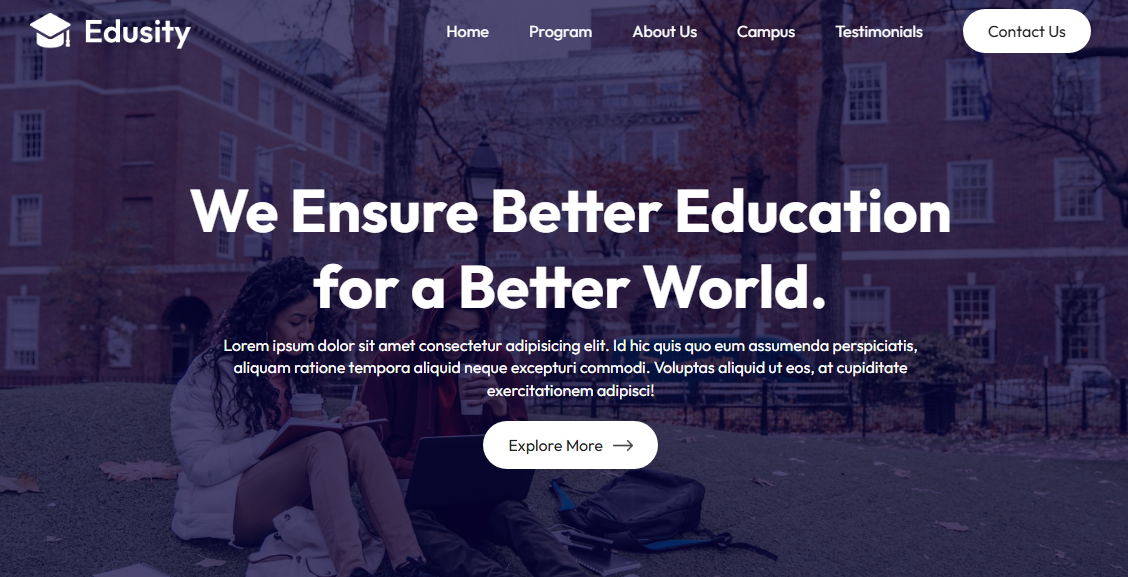 Edusity
Home
Program
About Us
Campus
Testimonials
Contact Us
We Ensure Better Education
for a Better World.
Lorem ipsum dolor sit amet consectetur adipisicing elit. Id hic quis quo eum assumenda perspiciatis,
aliquam ratione tempora aliquid neque excepturi commodi. Voluptas aliquid ut eos, at cupiditate
exercitationem adipisci!
Explore More